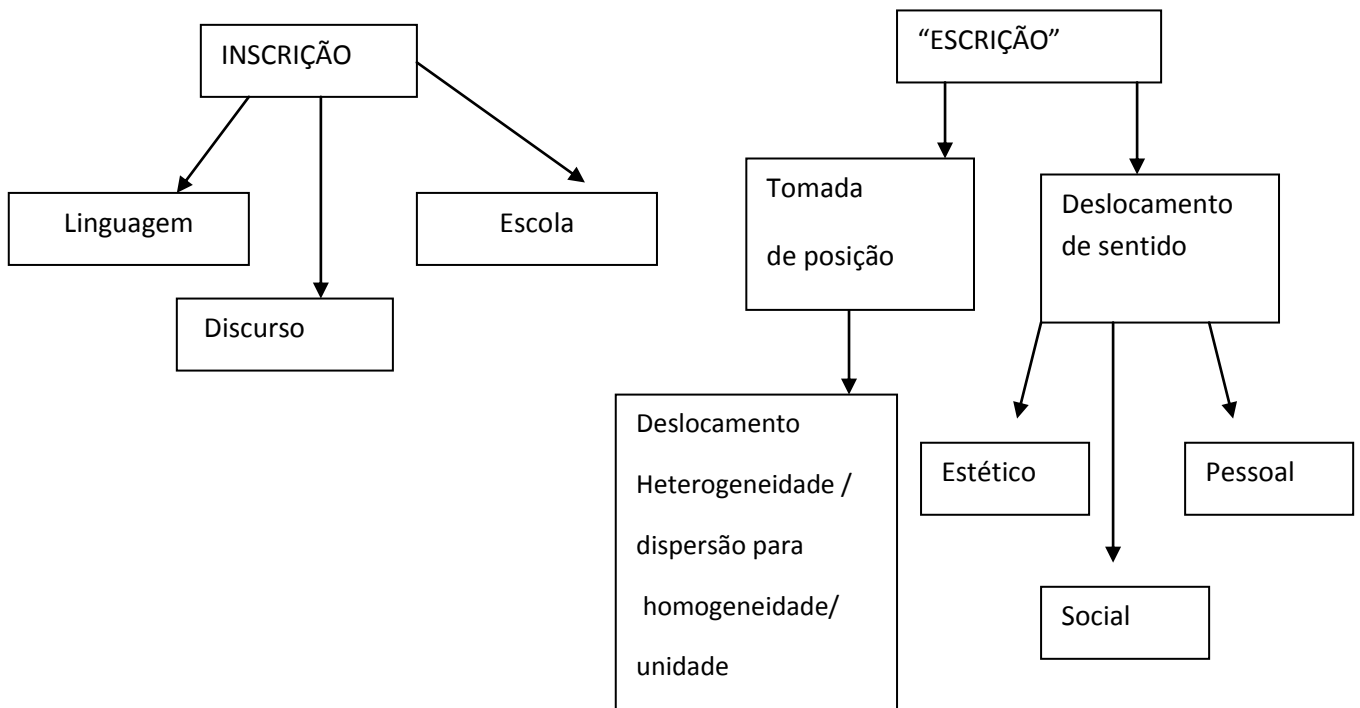 INSCRIÇÃO
Linguagem
Discurso
Escola
“ESCRIÇÃO”
Tomada
de posição
Deslocamento
Heterogeneidade /
dispersão para
homogeneidade/
unidade
Deslocamento
de sentido
Estético
Social
Pessoal